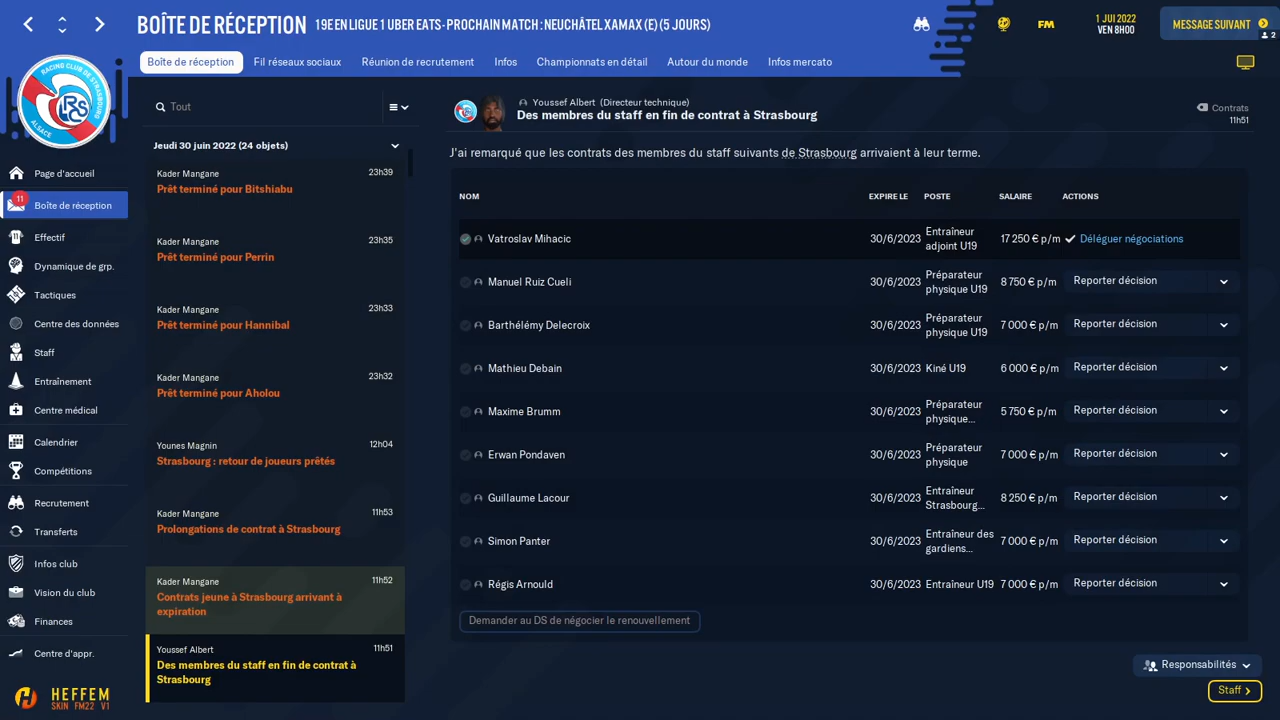 BOÎTE DE RÉCEPTION 19E EN LIGUE 1 UBER EATS - PROCHAIN MATCH : NEUCHÂTEL XAMAX (E) (5 JOURS)
FM
1 JUI 2022
VEN 8H00
MESSAGE SUIVANT
2
Boîte de réception Fil réseaux sociaux Réunion de recrutement Infos Championnats en détail Autour du monde Infos mercato
RACING CLUB DE STRASBOURG
RCS
ALSACE
Page d'accueil
11
Boîte de réception
Effectif
Dynamique de grp.
Tactiques
Centre des données
Staff
Entraînement
Centre médical
Calendrier
Compétitions
Recrutement
Transferts
Infos club
Vision du club
Finances
Centre d'appr.
HEFFEM
SKIN FM22 V1
Tout
Jeudi 30 juin 2022 (24 objets)
Kader Mangane 23h39
Prêt terminé pour Bitshiabu
Kader Mangane 23h35
Prêt terminé pour Perrin
Kader Mangane 23h33
Prêt terminé pour Hannibal
Kader Mangane 23h32
Prêt terminé pour Aholou
Younes Magnin 12h04
Strasbourg : retour de joueurs prêtés
Kader Mangane 11h53
Prolongations de contrat à Strasbourg
Kader Mangane 11h52
Contrats jeune à Strasbourg arrivant à
expiration
Youssef Albert 11h51
Des membres du staff en fin de contrat à
Strasbourg
Youssef Albert (Directeur technique)
Des membres du staff en fin de contrat à Strasbourg
Contrats
11h51
J'ai remarqué que les contrats des membres du staff suivants de Strasbourg arrivaient à leur terme.
NOM EXPIRE LE POSTE SALAIRE ACTIONS
Vatroslav Mihacic 30/6/2023 Entraîneur adjoint U19 17 250 € p/m Déléguer négociations
Manuel Ruiz Cueli 30/6/2023 Préparateur physique U19 8 750 € p/m Reporter décision
Barthélémy Delecroix 30/6/2023 Préparateur physique U19 7 000 € p/m Reporter décision
Mathieu Debain 30/6/2023 Kiné U19 6 000 € p/m Reporter décision
Maxime Brumm 30/6/2023 Préparateur physique... 5 750 € p/m Reporter décision
Erwan Pondaven 30/6/2023 Préparateur physique 7 000 € p/m Reporter décision
Guillaume Lacour 30/6/2023 Entraîneur Strasbourg... 8 250 € p/m Reporter décision
Simon Panter 30/6/2023 Entraîneur des gardiens... 7 000 € p/m Reporter décision
Régis Arnould 30/6/2023 Entraîneur U19 7 000 € p/m Reporter décision
Demander au DS de négocier le renouvellement
Responsabilités
Staff